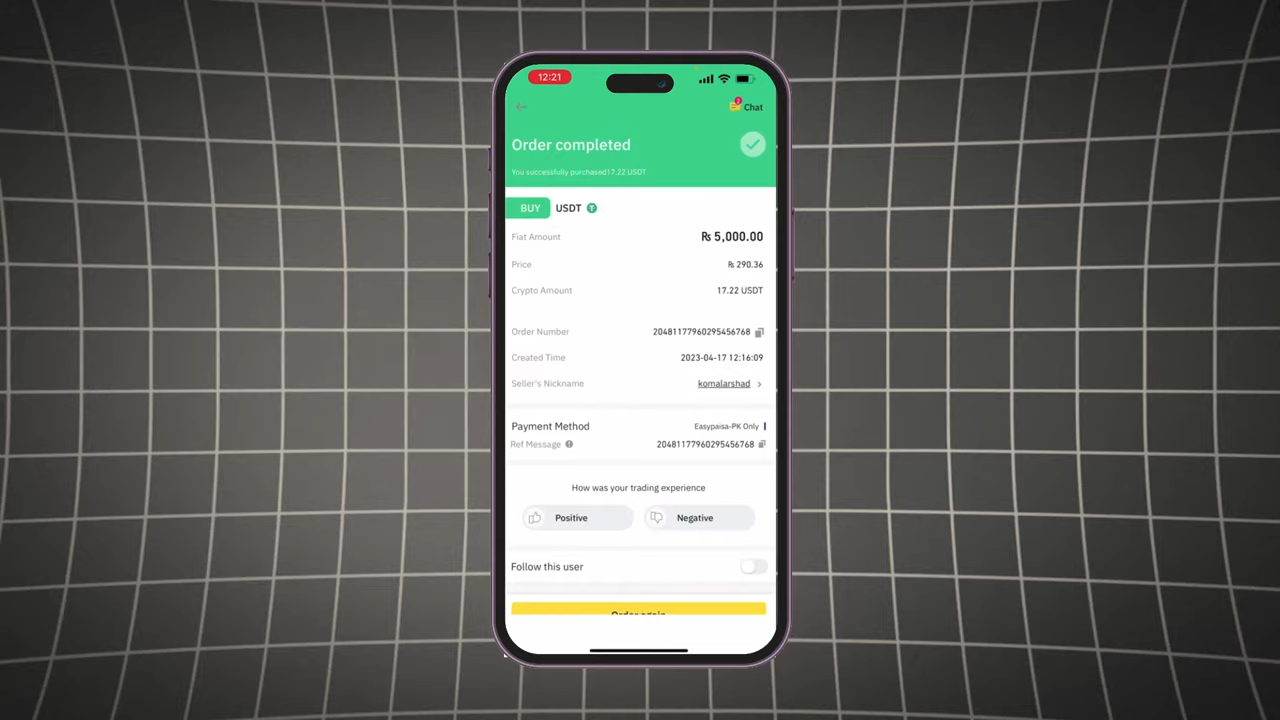 12:21
Chat
Order completed
You successfully purchased17.22 USDT
BUY USDT
Fiat Amount ₨ 5,000.00
Price ₨ 290.36
Crypto Amount 17.22 USDT
Order Number 20481177960295456768
Created Time 2023-04-17 12:16:09
Seller's Nickname komalarshad
Payment Method Easypaisa-PK Only
Ref Message 20481177960295456768
How was your trading experience
Positive Negative
Follow this user
Order again